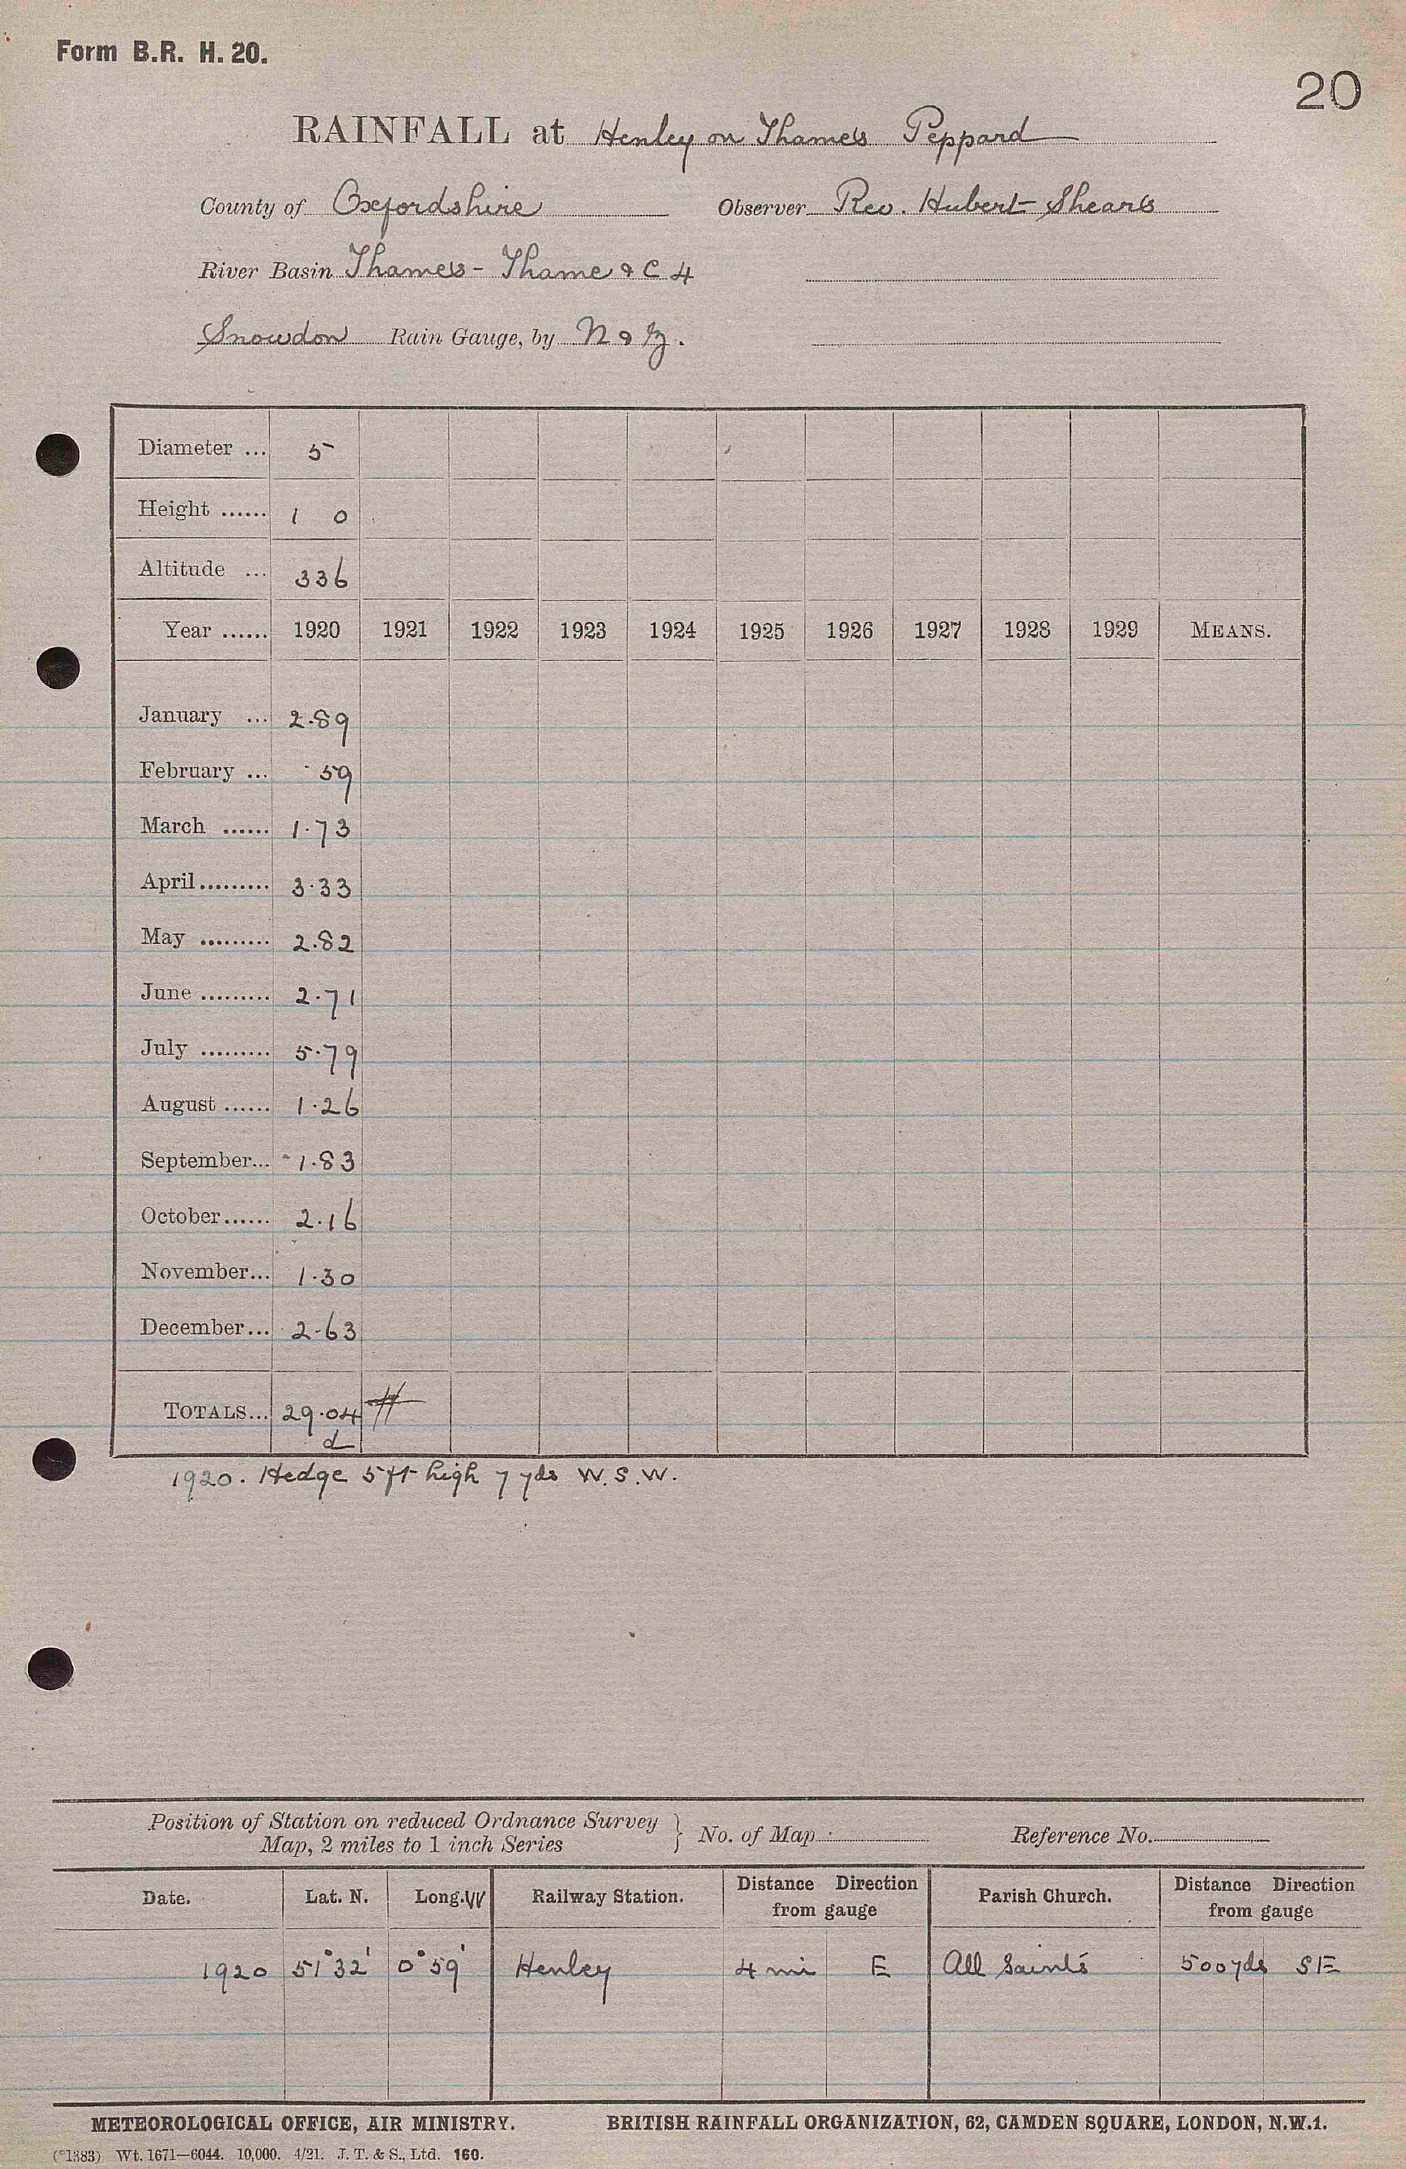 Form B.R. H. 20.
20
RAINFALL at Henley on Thames Peppard
County of Oxfordshire Observer Rev. Hubert Shears
River Basin Thames - Thame & C 4
Snowdon Rain Gauge, by N & Z.
Diameter ... 5
Height ...... 1 0
Altitude ... 336
Year ...... 1920 1921 1922 1923 1924 1925 1926 1927 1928 1929 MEANS.
January ... 2.89
February ... .59
March ...... 1.73
April ......... 3.33
May ......... 2.82
June ......... 2.71
July ......... 5.79
August ...... 1.26
September... 1.83
October...... 2.16
November... 1.30
December... 2.63
TOTALS... 29.04
d
1920. Hedge 5ft high 7 yds W.S.W.
Position of Station on reduced Ordnance Survey
Map, 2 miles to 1 inch Series } No. of Map Reference No.
Date. Lat. N. Long. W Railway Station. Distance Direction from gauge Parish Church. Distance Direction from gauge
1920 51°32' 0°59' Henley 4 mi E All Saints 500yds SE
METEOROLOGICAL OFFICE, AIR MINISTRY. BRITISH RAINFALL ORGANIZATION, 62, CAMDEN SQUARE, LONDON, N.W.1.
(*1383) Wt. 1671—6044. 10,000. 4/21. J. T. & S., Ltd. 160.